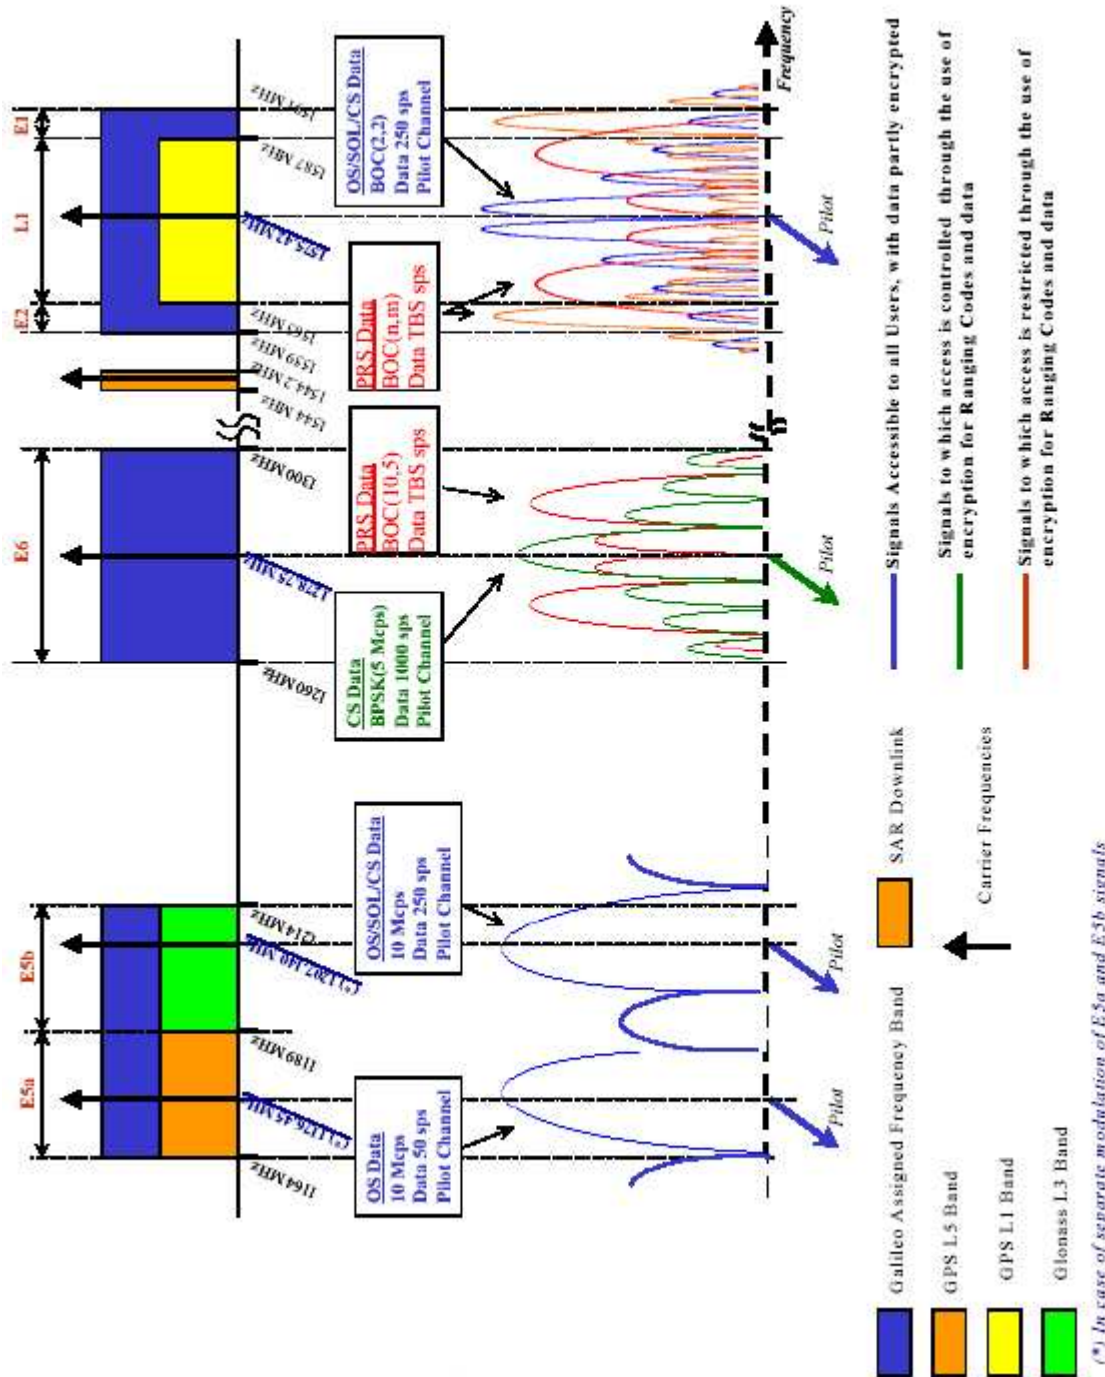 E5a
E5b
E6
E2
L1
E1
1164 MHz
(*) 1176.45 MHz
1189 MHz
(*) 1207.140 MHz
1214 MHz
1260 MHz
1278.75 MHz
1300 MHz
1544 MHz
1544.2 MHz
1559 MHz
1563 MHz
1575.42 MHz
1587 MHz
1591 MHz
OS Data
10 Mcps
Data 50 sps
Pilot Channel
OS/SOL/CS Data
10 Mcps
Data 250 sps
Pilot Channel
CS Data
BPSK(5 Mcps)
Data 1000 sps
Pilot Channel
PRS Data
BOC(10,5)
Data TBS sps
PRS Data
BOC(n,m)
Data TBS sps
OS/SOL/CS Data
BOC(2,2)
Data 250 sps
Pilot Channel
Frequency
Pilot
Pilot
Pilot
Pilot
Galileo Assigned Frequency Band
GPS L5 Band
GPS L1 Band
Glonass L3 Band
SAR Downlink
Carrier Frequencies
Signals Accessible to all Users, with data partly encrypted
Signals to which access is controlled through the use of
encryption for Ranging Codes and data
Signals to which access is restricted through the use of
encryption for Ranging Codes and data
(*) In case of separate modulation of E5a and E5b signals